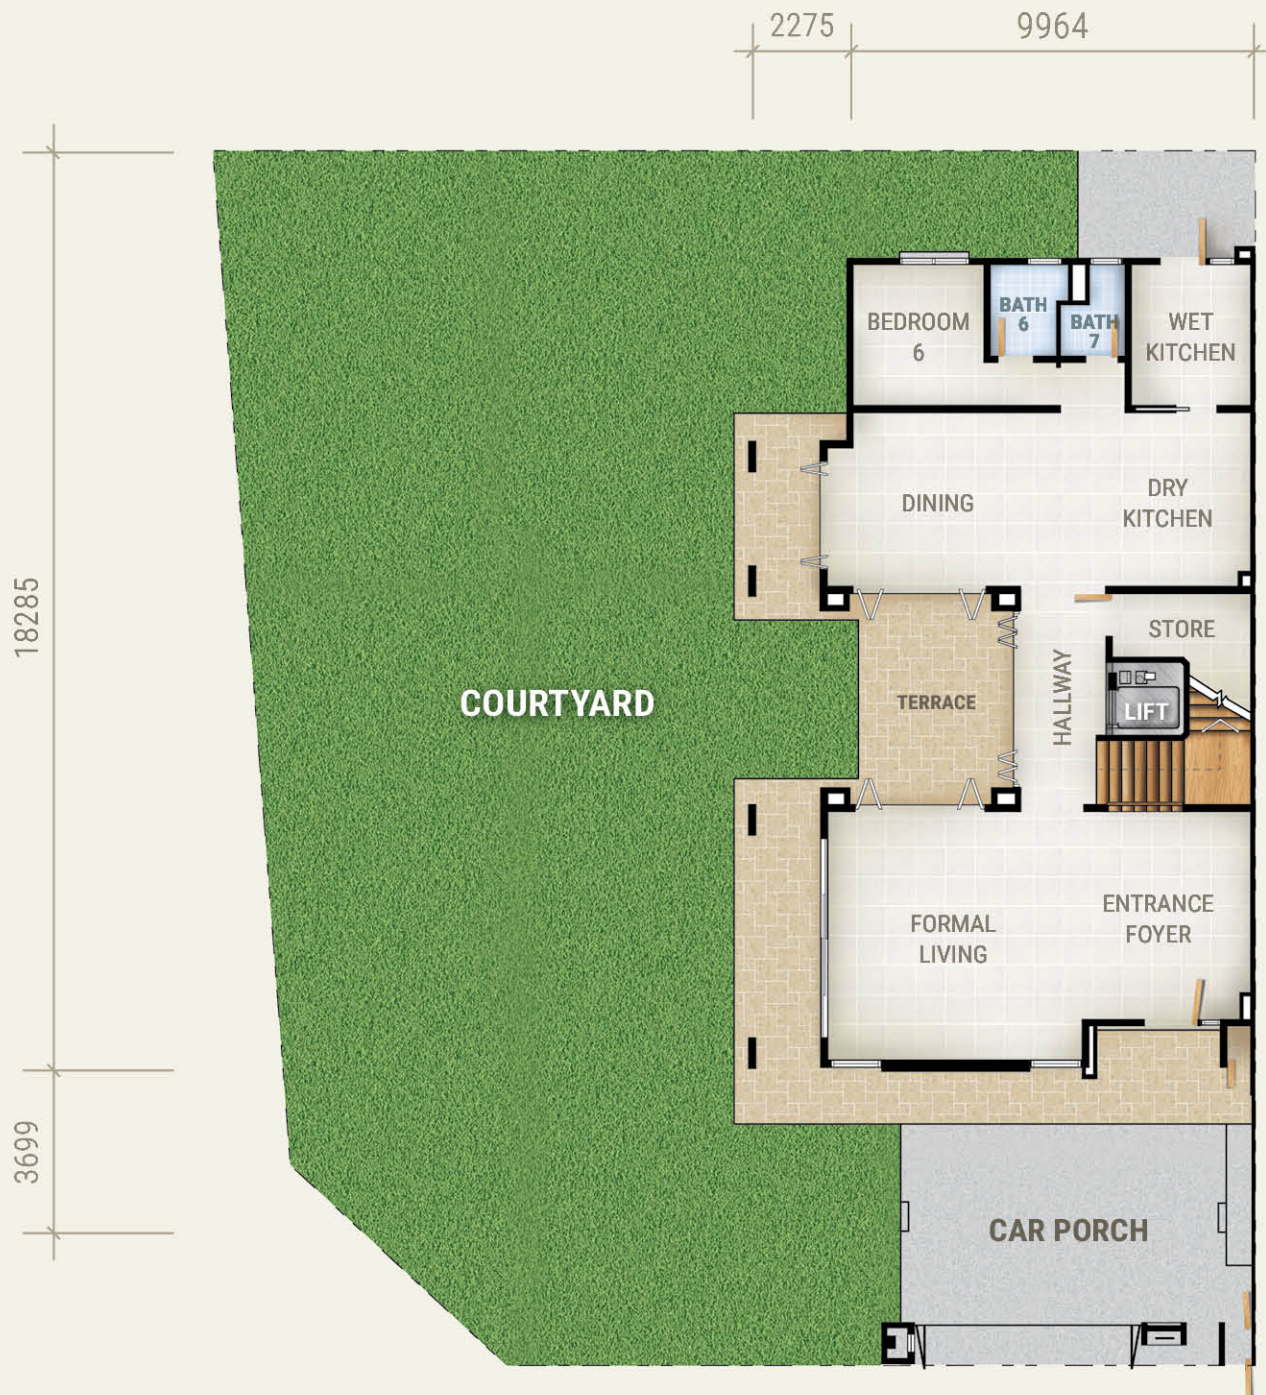 2275
9964
BEDROOM
6
BATH
6
BATH
7
WET
KITCHEN
DINING
DRY
KITCHEN
18285
STORE
HALLWAY
LIFT
COURTYARD
TERRACE
FORMAL
LIVING
ENTRANCE
FOYER
3699
CAR PORCH